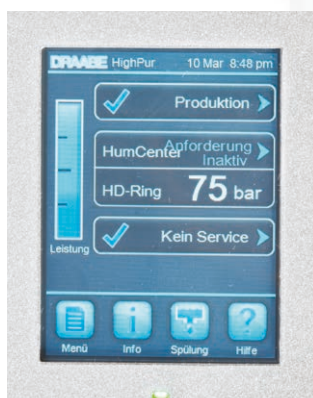 DRAABE HighPur 10 Mar 8:48 pm
Produktion
HumCenter Anforderung
Inaktiv
HD-Ring 75 bar
Kein Service
Leistung
Menü Info Spülung Hilfe